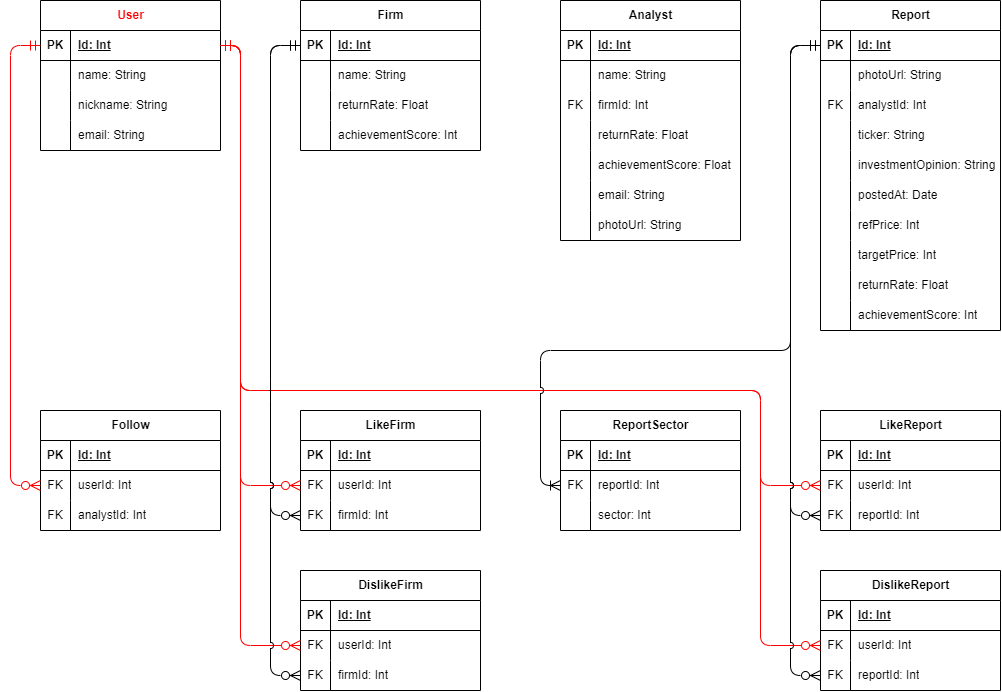 User
PK Id: Int
name: String
nickname: String
email: String
Firm
PK Id: Int
name: String
returnRate: Float
achievementScore: Int
Analyst
PK Id: Int
name: String
FK firmId: Int
returnRate: Float
achievementScore: Float
email: String
photoUrl: String
Report
PK Id: Int
photoUrl: String
FK analystId: Int
ticker: String
investmentOpinion: String
postedAt: Date
refPrice: Int
targetPrice: Int
returnRate: Float
achievementScore: Int
Follow
PK Id: Int
FK userId: Int
FK analystId: Int
LikeFirm
PK Id: Int
FK userId: Int
FK firmId: Int
ReportSector
PK Id: Int
FK reportId: Int
sector: Int
LikeReport
PK Id: Int
FK userId: Int
FK reportId: Int
DislikeFirm
PK Id: Int
FK userId: Int
FK firmId: Int
DislikeReport
PK Id: Int
FK userId: Int
FK reportId: Int